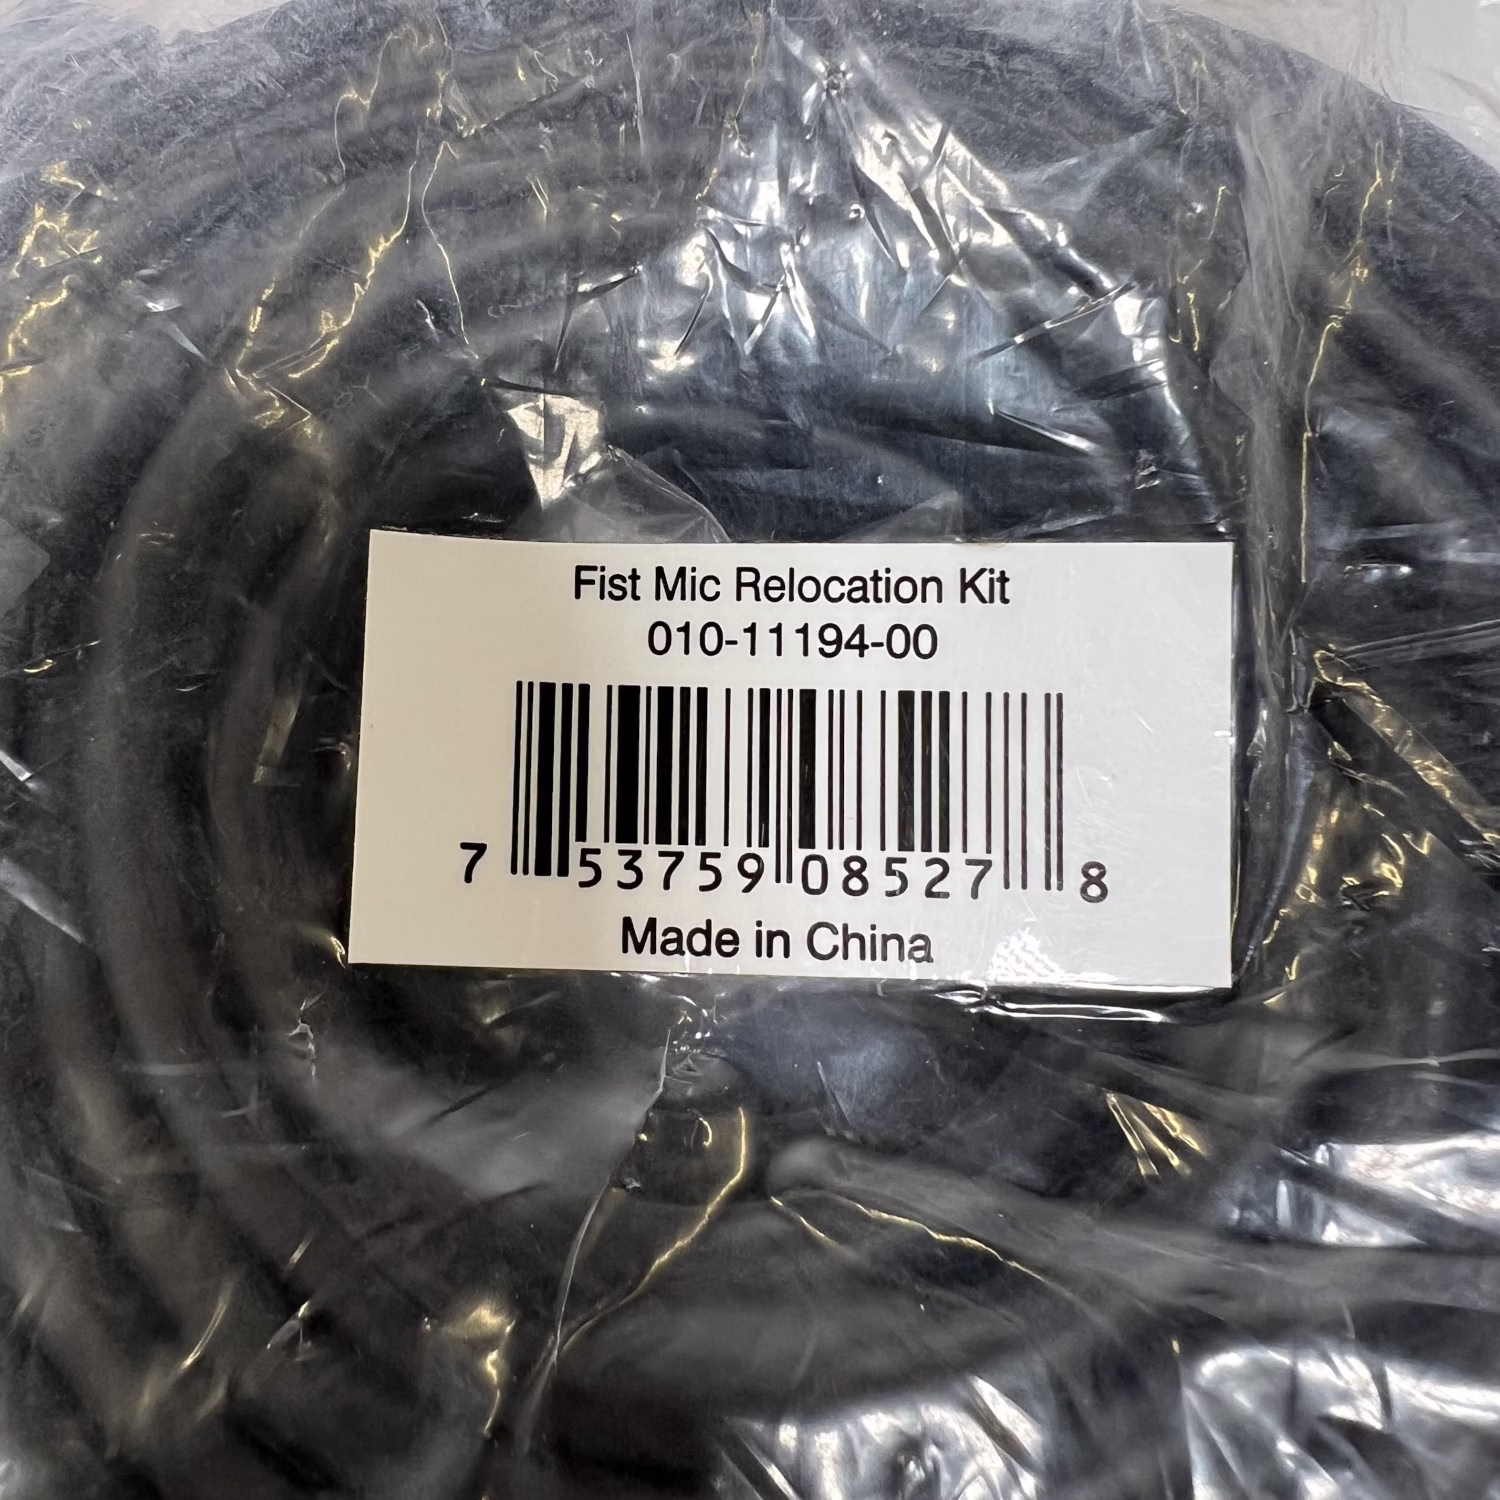 Fist Mic Relocation Kit
010-11194-00
7 53759 08527 8
Made in China